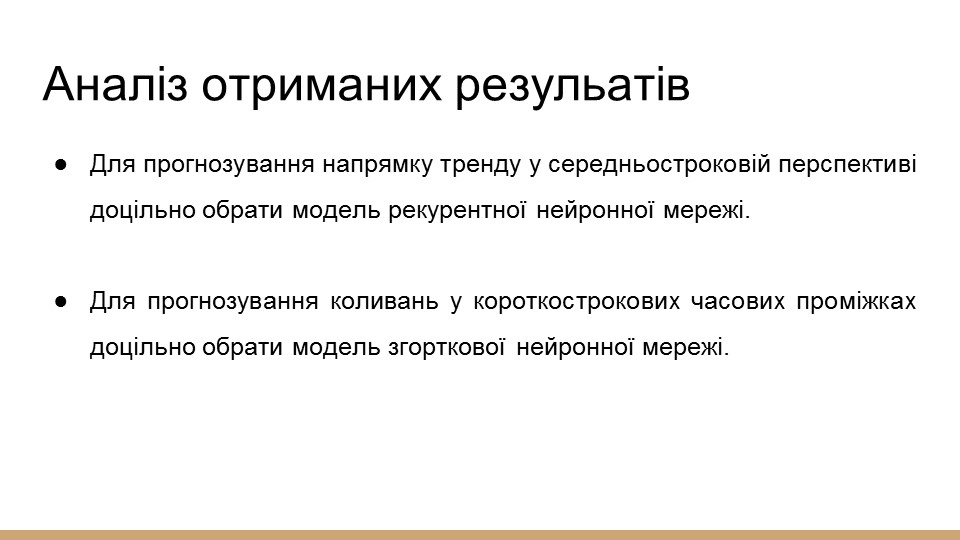 Аналіз отриманих резульатів
● Для прогнозування напрямку тренду у середньостроковій перспективі
доцільно обрати модель рекурентної нейронної мережі.
● Для прогнозування коливань у короткострокових часових проміжках
доцільно обрати модель згорткової нейронної мережі.